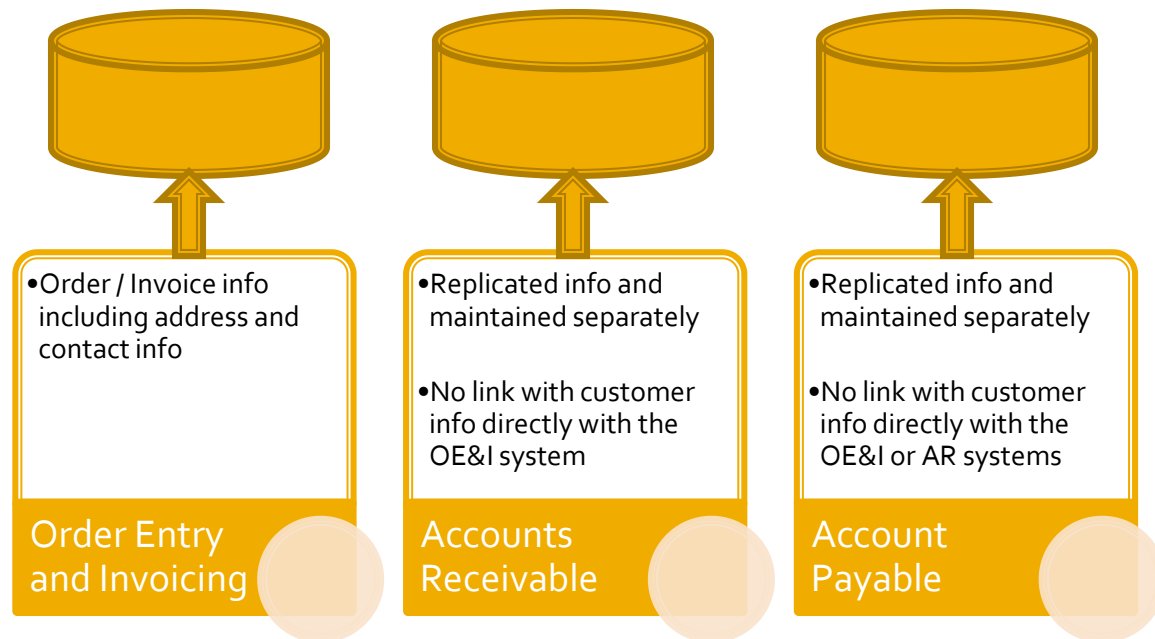 •Order / Invoice info
including address and
contact info
Order Entry
and Invoicing
•Replicated info and
maintained separately
•No link with customer
info directly with the
OE&I system
Accounts
Receivable
•Replicated info and
maintained separately
•No link with customer
info directly with the
OE&I or AR systems
Account
Payable